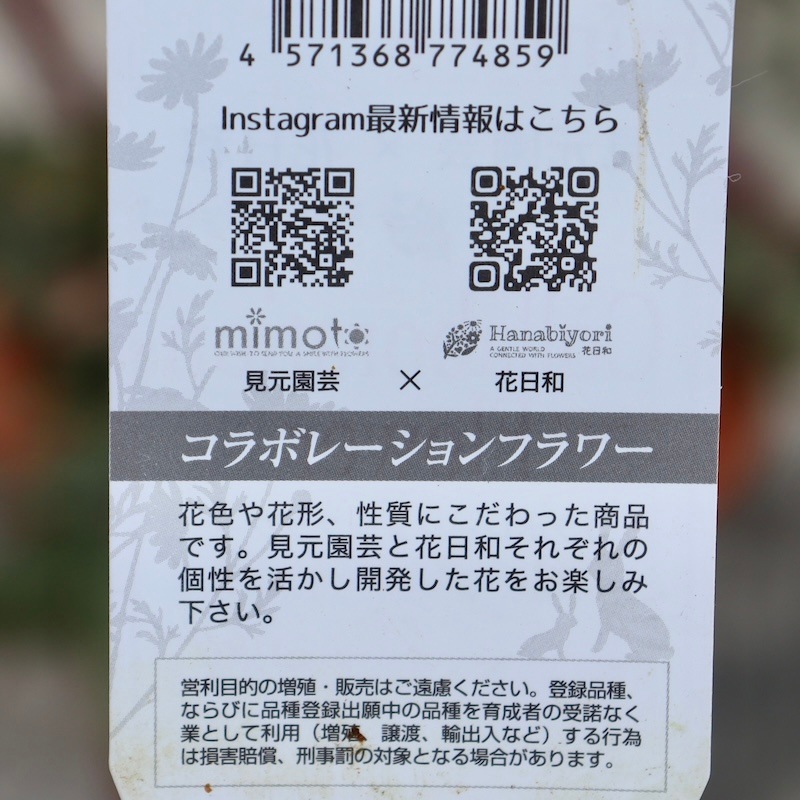 4 571368 774859
Instagram最新情報はこちら
mimoto
OUR WISH TO SEND YOU A SMILE WITH FLOWERS
Hanabiyori
A GENTLE WORLD
CONNECTED WITH FLOWERS 花日和
見元園芸 × 花日和
コラボレーションフラワー
花色や花形、性質にこだわった商品
です。見元園芸と花日和それぞれの
個性を活かし開発した花をお楽しみ
下さい。
営利目的の増殖・販売はご遠慮ください。登録品種、
ならびに品種登録出願中の品種を育成者の受諾なく
業として利用（増殖、譲渡、輸出入など）する行為
は損害賠償、刑事罰の対象となる場合があります。